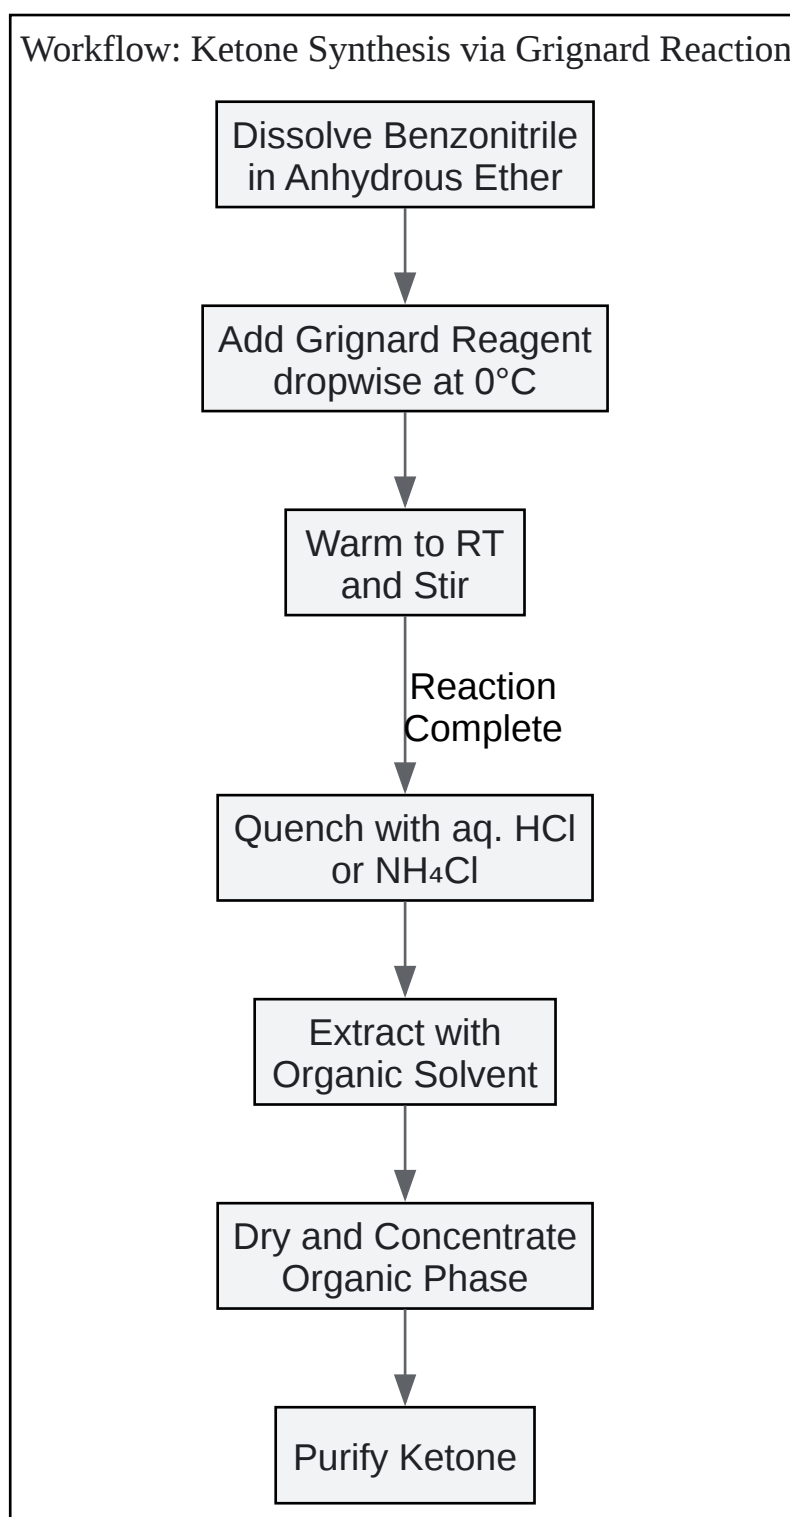 Workflow: Ketone Synthesis via Grignard Reaction
Dissolve Benzonitrile
in Anhydrous Ether
Add Grignard Reagent
dropwise at 0°C
Warm to RT
and Stir
Reaction
Complete
Quench with aq. HCl
or NH₄Cl
Extract with
Organic Solvent
Dry and Concentrate
Organic Phase
Purify Ketone